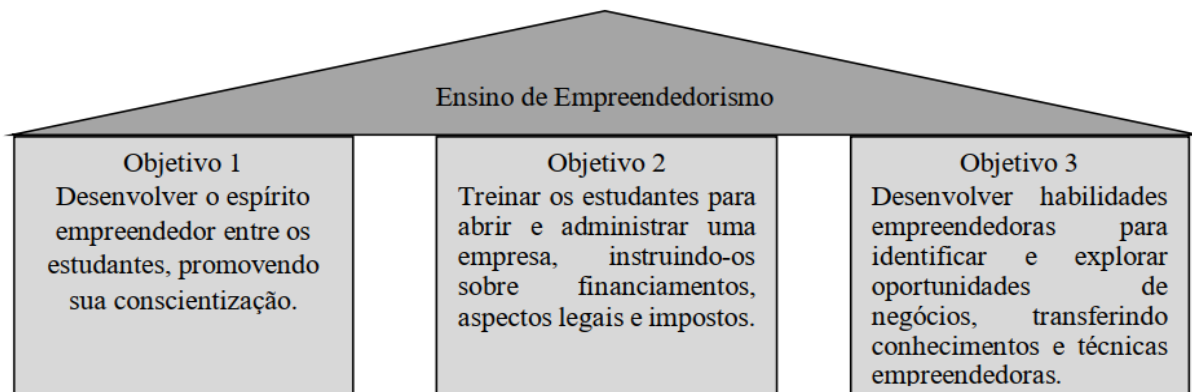 Ensino de Empreendedorismo
Objetivo 1
Desenvolver o espírito
empreendedor entre os
estudantes, promovendo
sua conscientização.
Objetivo 2
Treinar os estudantes para
abrir e administrar uma
empresa, instruindo-os
sobre financiamentos,
aspectos legais e impostos.
Objetivo 3
Desenvolver habilidades
empreendedoras para
identificar e explorar
oportunidades de
negócios, transferindo
conhecimentos e técnicas
empreendedoras.